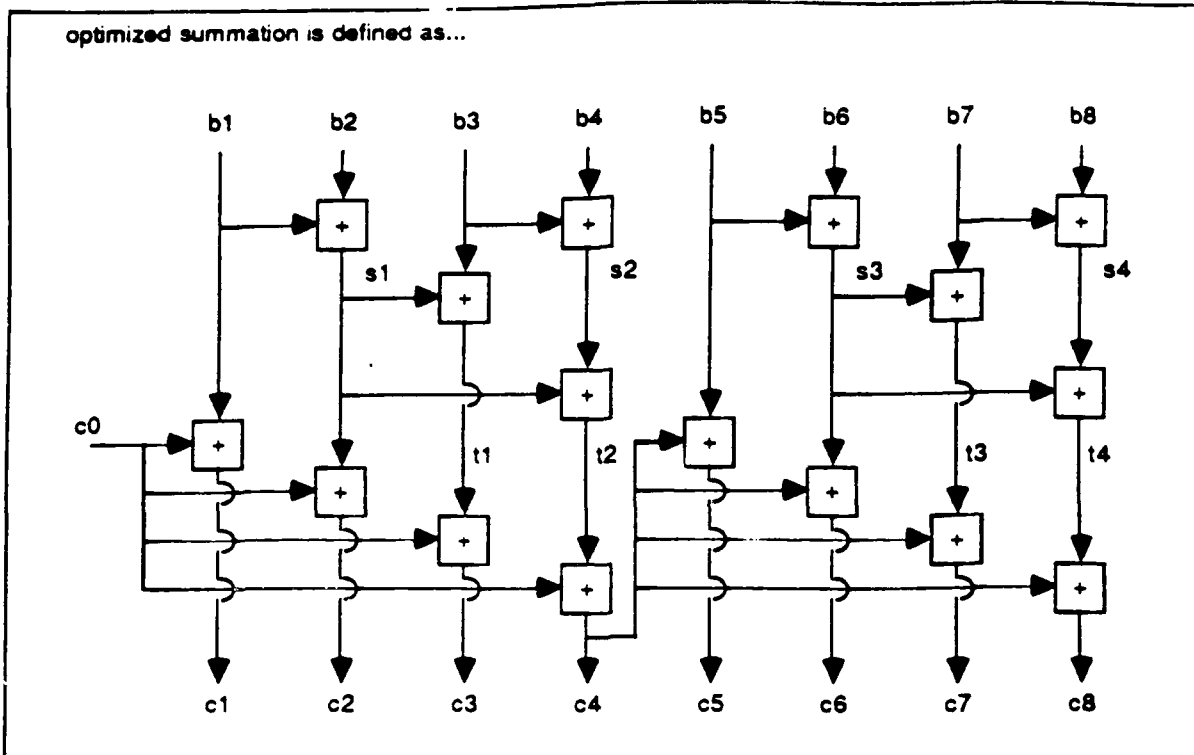 optimized summation is defined as...
b1 b2 b3 b4 b5 b6 b7 b8
+ + + +
s1 s2 s3 s4
+ +
+ +
c0 + +
t1 t2 t3 t4
+ +
+ +
+ +
c1 c2 c3 c4 c5 c6 c7 c8